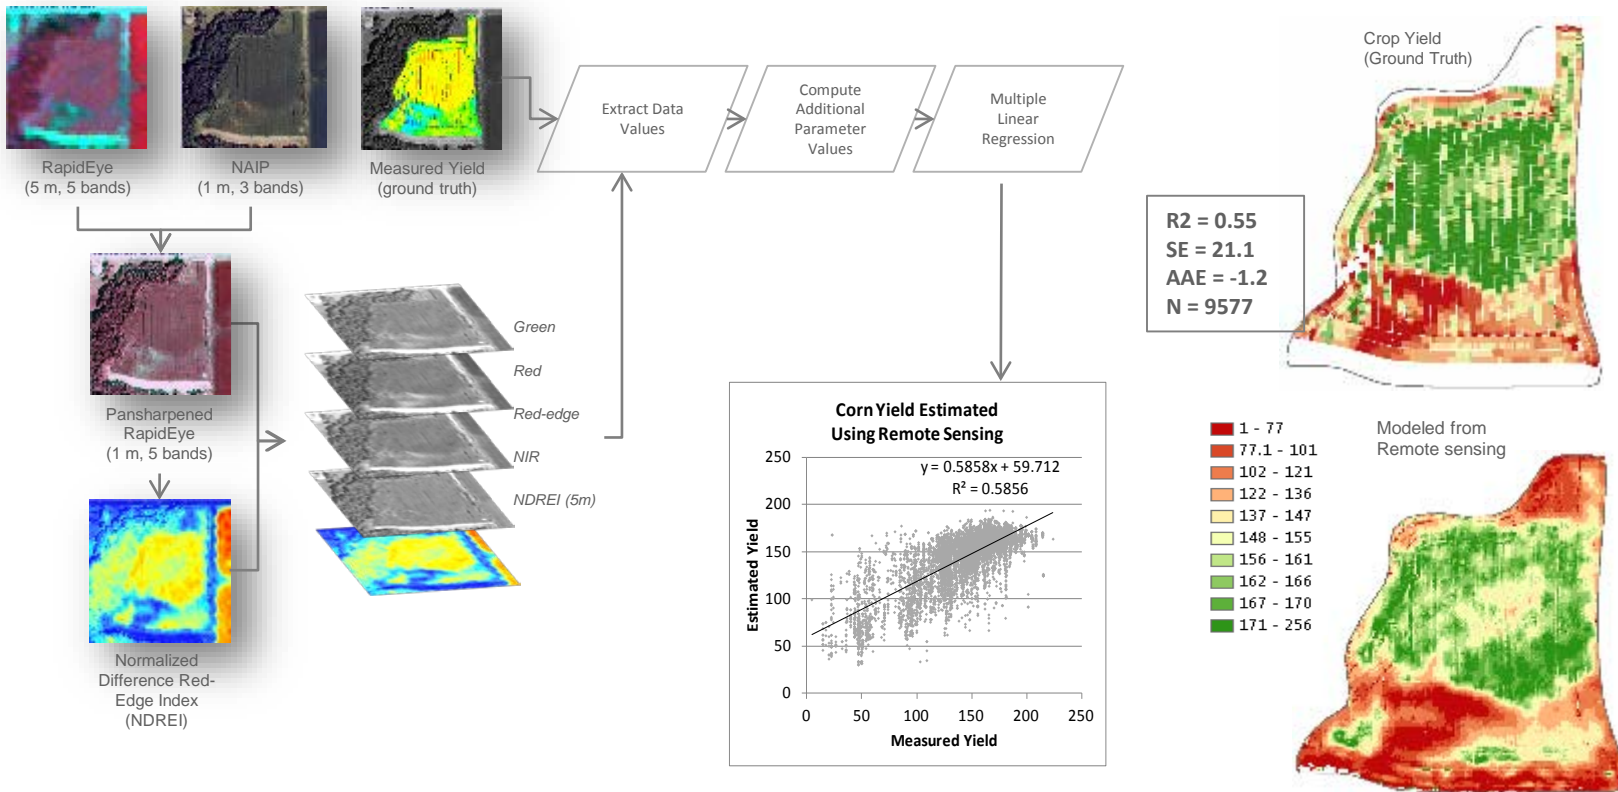 RapidEye
(5 m, 5 bands)
NAIP
(1 m, 3 bands)
Measured Yield
(ground truth)
Extract Data
Values
Compute
Additional
Parameter
Values
Multiple
Linear
Regression
Pansharpened
RapidEye
(1 m, 5 bands)
Normalized
Difference Red-
Edge Index
(NDREI)
Green
Red
Red-edge
NIR
NDREI (5m)
Corn Yield Estimated
Using Remote Sensing
y = 0.5858x + 59.712
R² = 0.5856
Estimated Yield
250
200
150
100
50
0
0 50 100 150 200 250
Measured Yield
R2 = 0.55
SE = 21.1
AAE = -1.2
N = 9577
Crop Yield
(Ground Truth)
1 - 77
77.1 - 101
102 - 121
122 - 136
137 - 147
148 - 155
156 - 161
162 - 166
167 - 170
171 - 256
Modeled from
Remote sensing